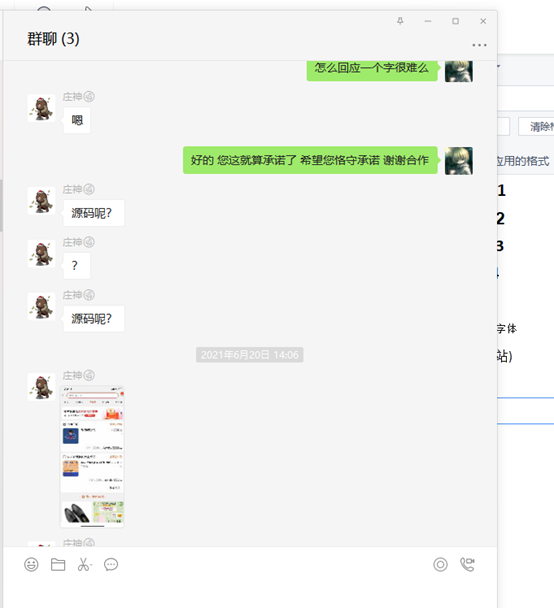 群聊 (3)
怎么回应一个字很难么
庄神
嗯
好的 您这就算承诺了 希望您恪守承诺 谢谢合作
庄神
源码呢？
庄神
？
庄神
源码呢？
2021年6月20日 14:06
庄神
庄神
清除
应用的格式
1
2
3
字体
站)